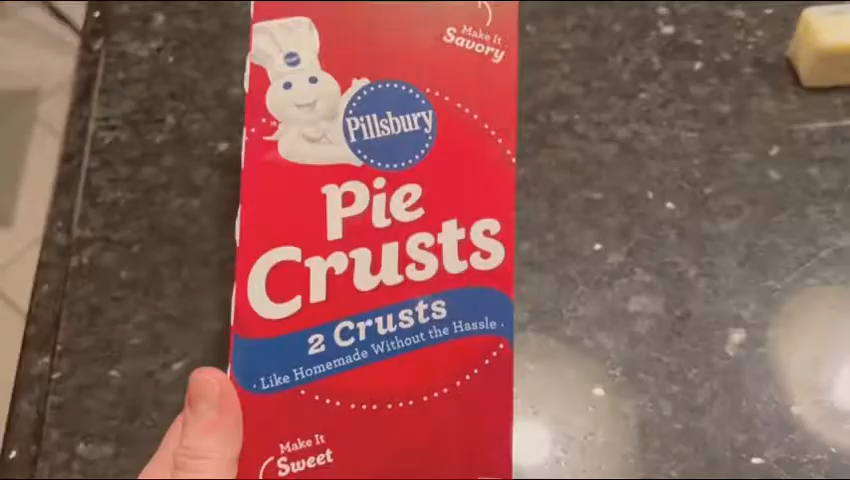 Make It
Savory
Pillsbury
Pie
Crusts
2 Crusts
Like Homemade Without the Hassle
Make It
Sweet